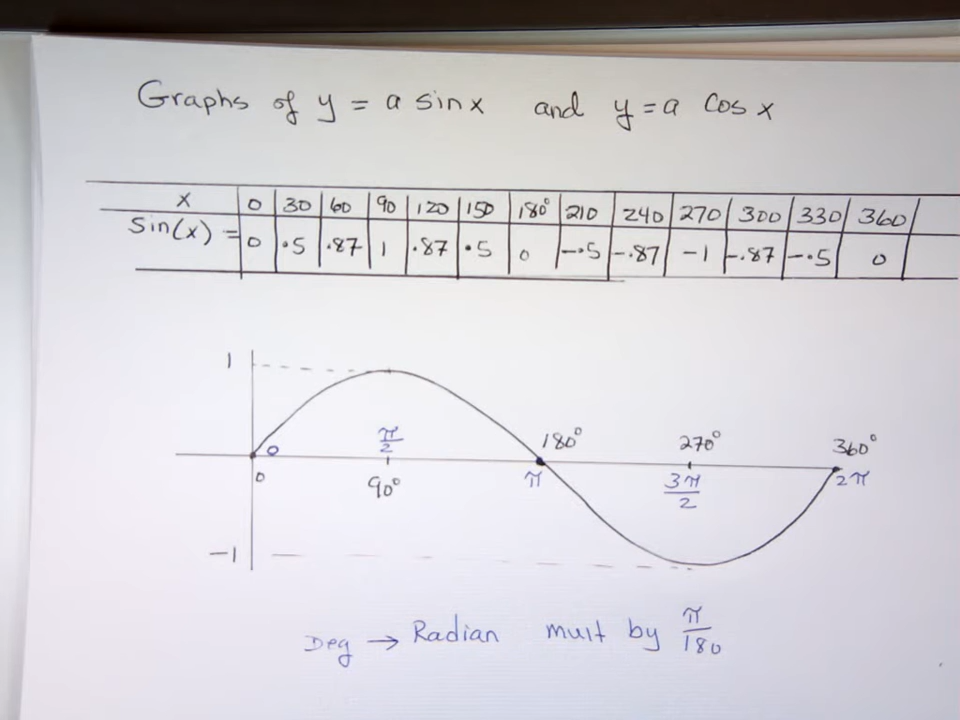 Graphs of y = a sin x and y = a cos x
x 0 30 60 90 120 150 180° 210 240 270 300 330 360
Sin(x) = 0 .5 .87 1 .87 .5 0 -.5 -.87 -1 -.87 -.5 0
1
0 π/2 180° 270° 360°
0 90° π 3π/2 2π
-1
Deg → Radian mult by π/180